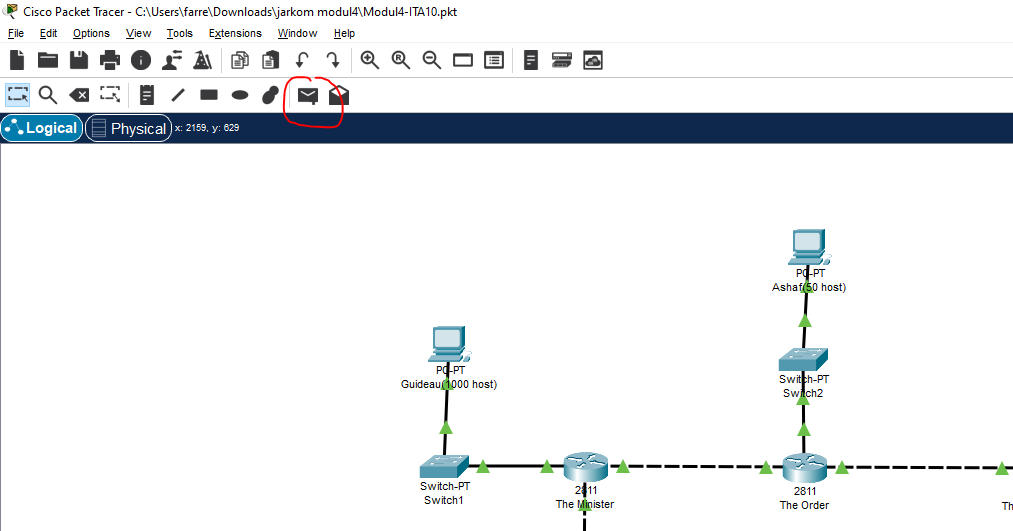 Cisco Packet Tracer - C:\Users\farre\Downloads\jarkom modul4\Modul4-ITA10.pkt
File Edit Options View Tools Extensions Window Help
Logical Physical x: 2159, y: 629
PC-PT
Ashaf(50 host)
PC-PT
Guideau(1000 host)
Switch-PT
Switch2
Switch-PT
Switch1
2811
The Minister
2811
The Order
Th